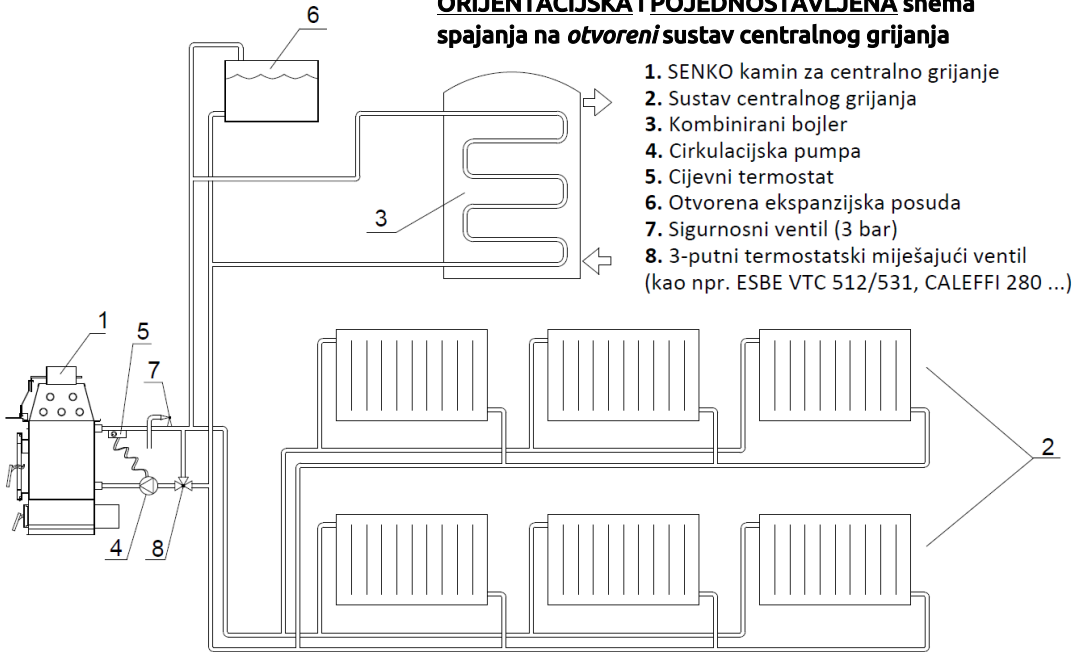 ORIJENTACIJSKA I POJEDNOSTAVLJENA shema
spajanja na otvoreni sustav centralnog grijanja
1. SENKO kamin za centralno grijanje
2. Sustav centralnog grijanja
3. Kombinirani bojler
4. Cirkulacijska pumpa
5. Cijevni termostat
6. Otvorena ekspanzijska posuda
7. Sigurnosni ventil (3 bar)
8. 3-putni termostatski miješajući ventil
(kao npr. ESBE VTC 512/531, CALEFFI 280 ...)
6
3
1
5
7
2
4
8